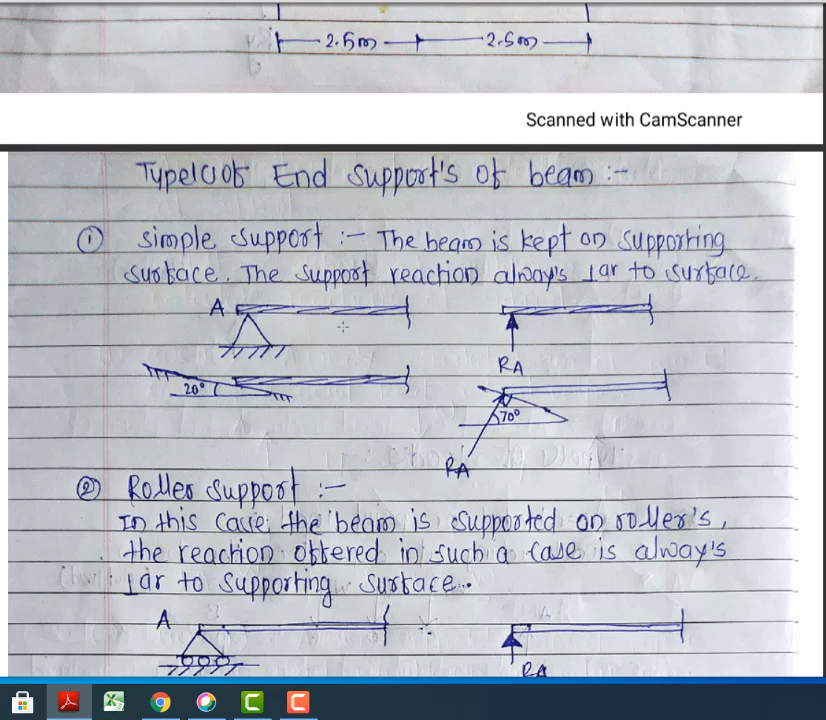 2.5m 2.5m
Scanned with CamScanner
Type(s) of End support's of beam :-
① simple support :- The beam is kept on supporting
surface. The support reaction alway's ⊥ar to surface.
A
RA
20°
70°
RA
② Roller support :-
In this case, the beam is supported on roller's,
the reaction offered in such a case is alway's
⊥ar to supporting surface.
A
RA